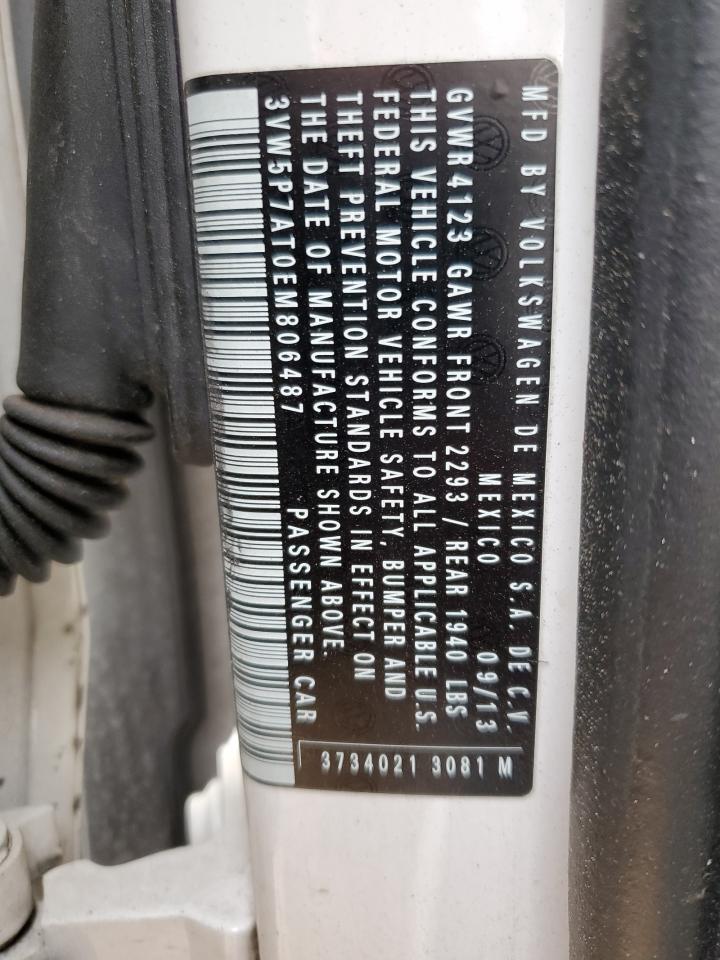 MFD BY VOLKSWAGEN DE MEXICO S.A. DE C.V.
MEXICO 09/13
GVWR 4123 GAWR FRONT 2293 / REAR 1940 LBS
THIS VEHICLE CONFORMS TO ALL APPLICABLE U.S.
FEDERAL MOTOR VEHICLE SAFETY, BUMPER AND
THEFT PREVENTION STANDARDS IN EFFECT ON
THE DATE OF MANUFACTURE SHOWN ABOVE.
3VW5P7AT0EM806487 PASSENGER CAR
3734021 3081 M